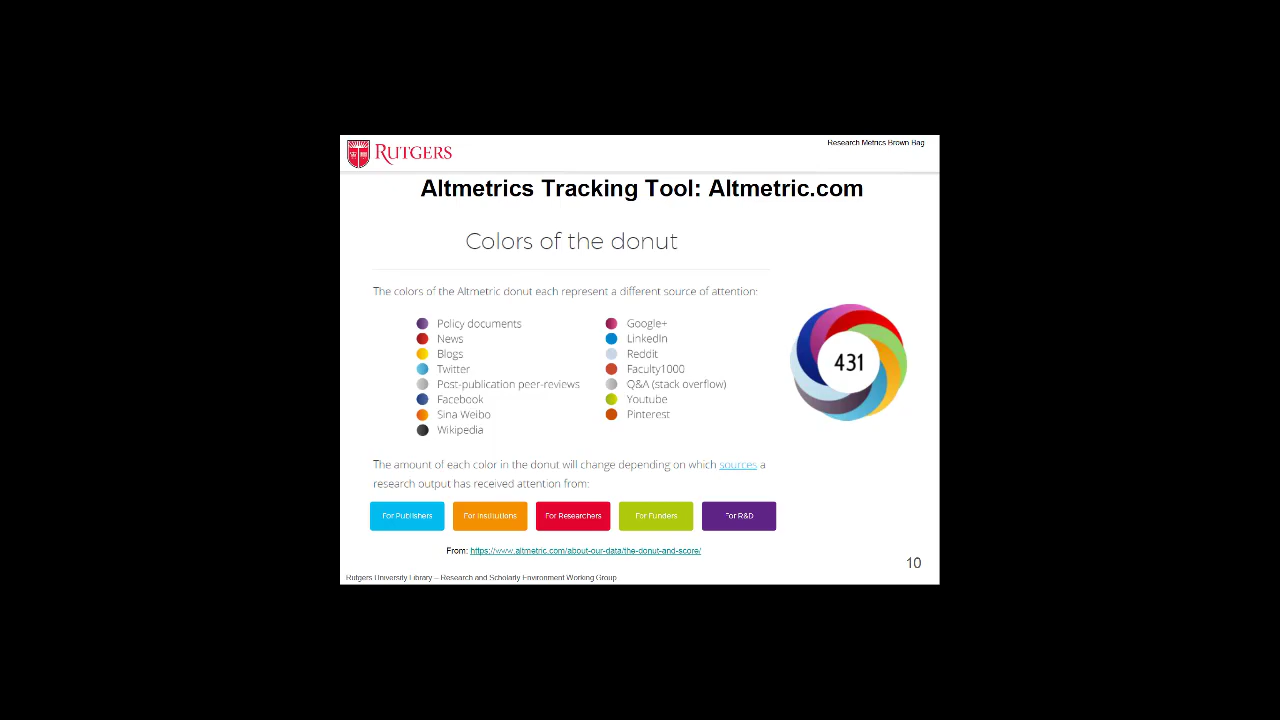 RUTGERS
Research Metrics Brown Bag
Altmetrics Tracking Tool: Altmetric.com
Colors of the donut
The colors of the Altmetric donut each represent a different source of attention:
Policy documents
News
Blogs
Twitter
Post-publication peer-reviews
Facebook
Sina Weibo
Wikipedia
Google+
LinkedIn
Reddit
Faculty1000
Q&A (stack overflow)
Youtube
Pinterest
431
The amount of each color in the donut will change depending on which sources a
research output has received attention from:
For Publishers
For Institutions
For Researchers
For Funders
For R&D
From: https://www.altmetric.com/about-our-data/the-donut-and-score/
10
Rutgers University Library – Research and Scholarly Environment Working Group